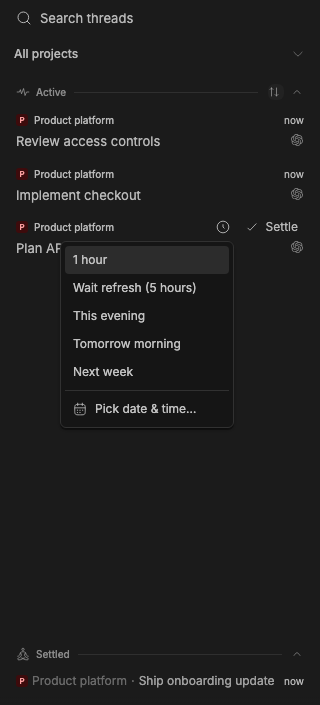 Search threads
All projects
Active
P Product platform now
Review access controls
P Product platform now
Implement checkout
P Product platform Settle
Plan AP
1 hour
Wait refresh (5 hours)
This evening
Tomorrow morning
Next week
Pick date & time...
Settled
P Product platform · Ship onboarding update now